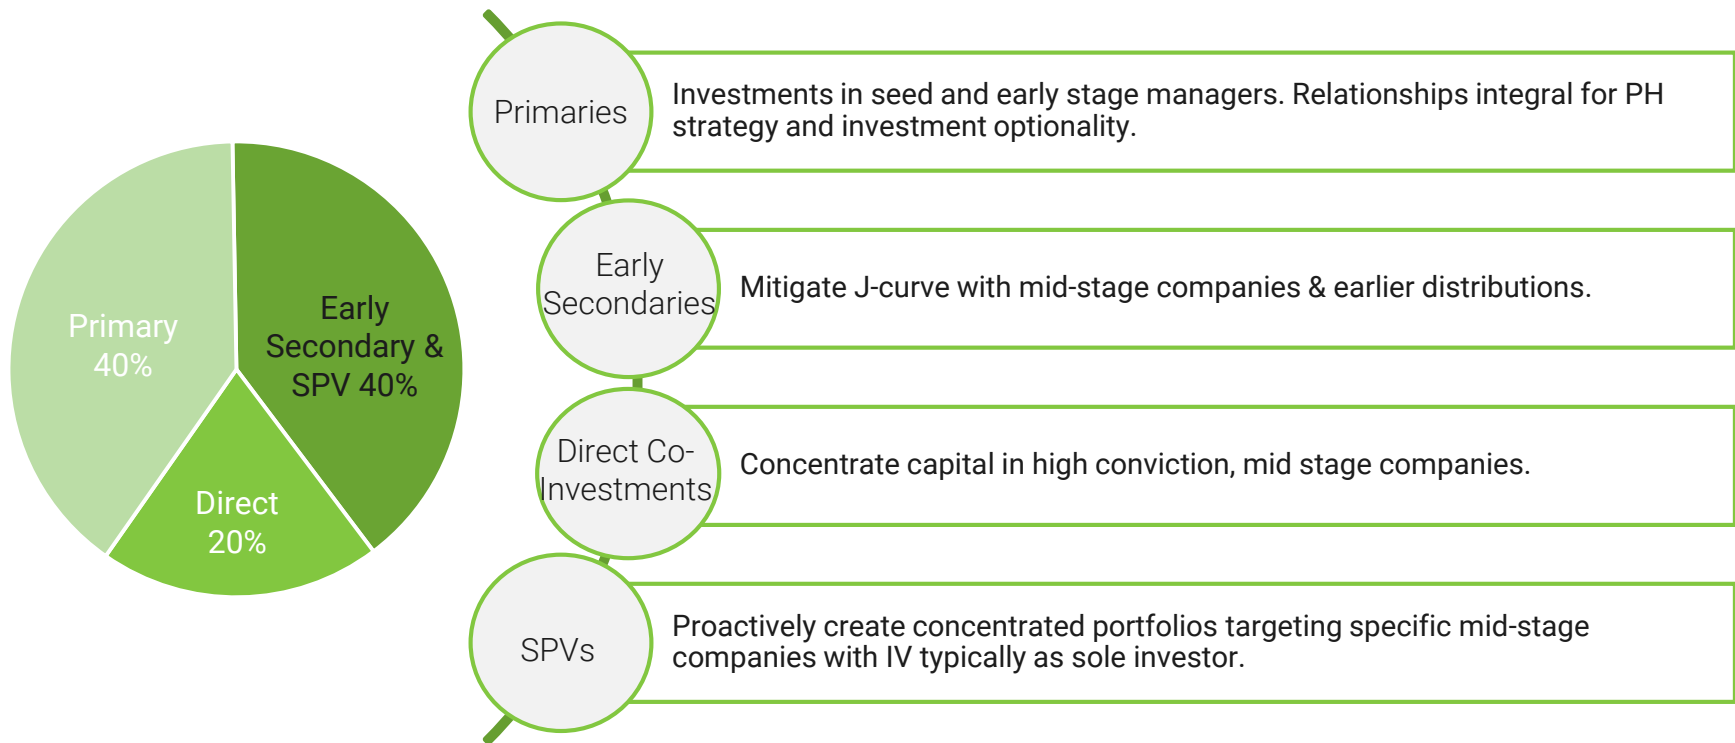 Primary
40%
Early
Secondary &
SPV 40%
Direct
20%
Primaries
Investments in seed and early stage managers. Relationships integral for PH
strategy and investment optionality.
Early
Secondaries
Mitigate J-curve with mid-stage companies & earlier distributions.
Direct Co-
Investments
Concentrate capital in high conviction, mid stage companies.
SPVs
Proactively create concentrated portfolios targeting specific mid-stage
companies with IV typically as sole investor.